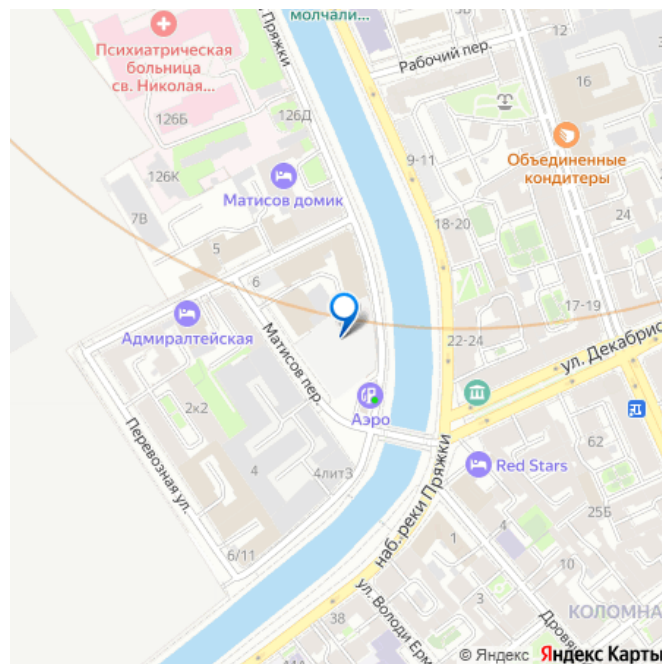 молчали...
Пряжки
Рабочий пер.
12
Психиатрическая
больница
св. Николая...
16
126Б
126Д
Объединенные
кондитеры
9-11
126К
Матисов домик
7В
18-20
24
5
6
17-19
Адмиралтейская
22-24
ул. Декабрис
Матисов пер.
Аэро
2к2
Перевозная ул.
62
Red Stars
4
4лит3
наб. реки Пряжки
25Б
1
4
6/11
10
3
КОЛОМНА
38
ул. Володи Ерм
Дровя
© Яндекс Яндекс Карты